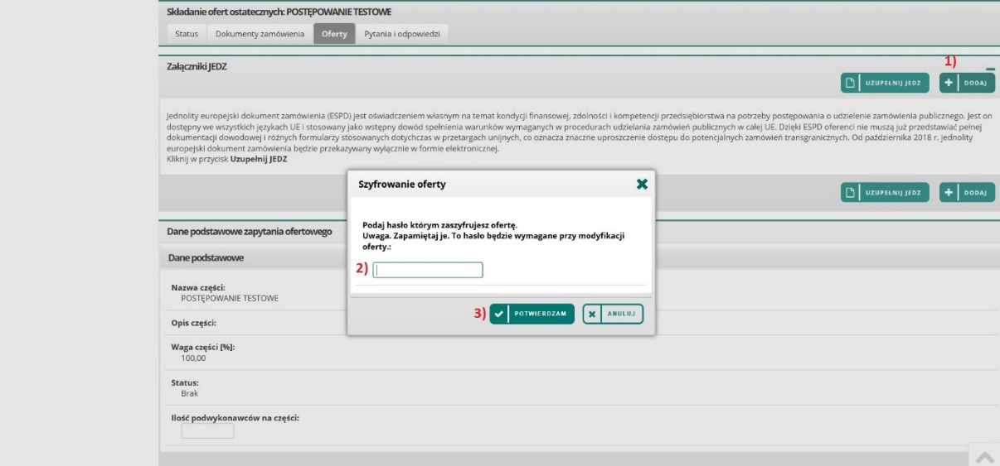 Składanie ofert ostatecznych: POSTĘPOWANIE TESTOWE
Status Dokumenty zamówienia Oferty Pytania i odpowiedzi
Załączniki JEDZ
1)
UZUPEŁNIJ JEDZ DODAJ
Jednolity europejski dokument zamówienia (ESPD) jest oświadczeniem własnym na temat kondycji finansowej, zdolności i kompetencji przedsiębiorstwa na potrzeby postępowania o udzielenie zamówienia publicznego. Jest on
dostępny we wszystkich językach UE i stosowany jako wstępny dowód spełnienia warunków wymaganych w procedurach udzielania zamówień publicznych w całej UE. Dzięki ESPD oferenci nie muszą już przedstawiać pełnej
dokumentacji dowodowej i różnych formularzy stosowanych dotychczas w przetargach unijnych, co oznacza znaczne uproszczenie dostępu do potencjalnych zamówień transgranicznych. Od października 2018 r. jednolity
europejski dokument zamówienia będzie przekazywany wyłącznie w formie elektronicznej.
Kliknij w przycisk Uzupełnij JEDZ
Szyfrowanie oferty
Podaj hasło którym zaszyfrujesz ofertę.
Uwaga. Zapamiętaj je. To hasło będzie wymagane przy modyfikacji
oferty.:
2)
3) POTWIERDZAM ANULUJ
UZUPEŁNIJ JEDZ DODAJ
Dane podstawowe zapytania ofertowego
Dane podstawowe
Nazwa części:
POSTĘPOWANIE TESTOWE
Opis części:
Waga części [%]:
100,00
Status:
Brak
Ilość podwykonawców na części: